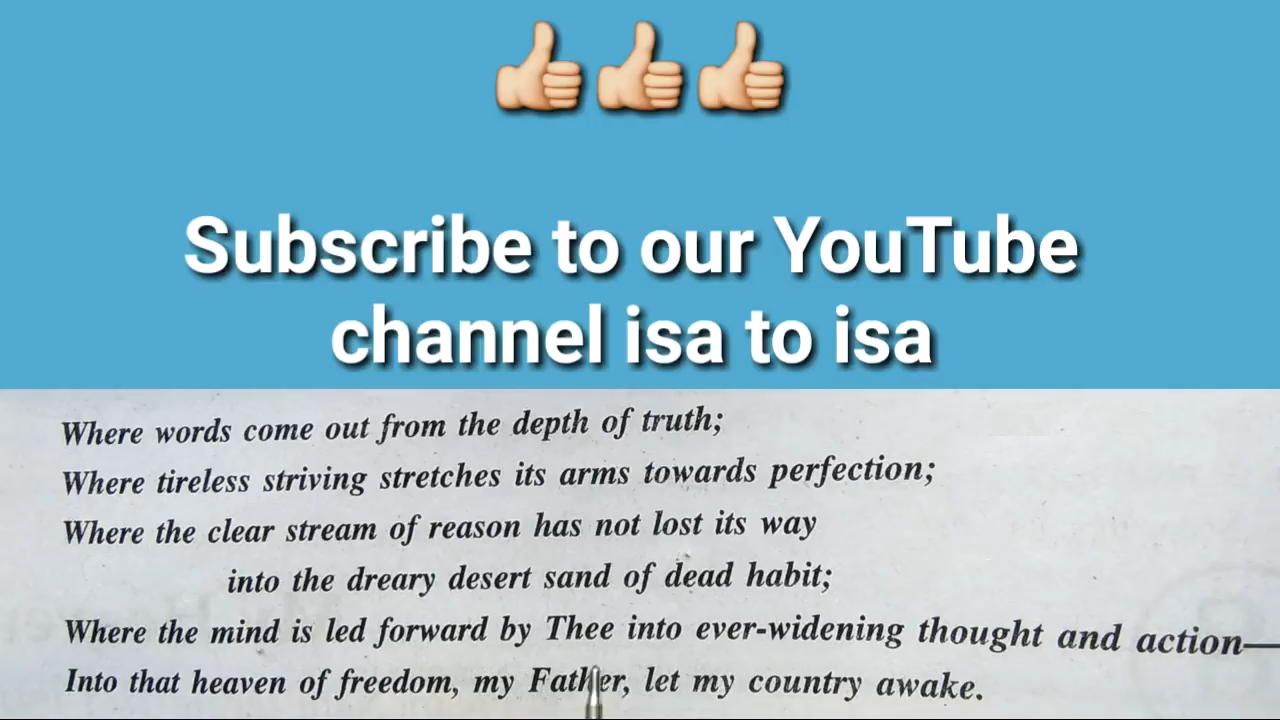 Subscribe to our YouTube
channel isa to isa
Where words come out from the depth of truth;
Where tireless striving stretches its arms towards perfection;
Where the clear stream of reason has not lost its way
into the dreary desert sand of dead habit;
Where the mind is led forward by Thee into ever-widening thought and action—
Into that heaven of freedom, my Father, let my country awake.